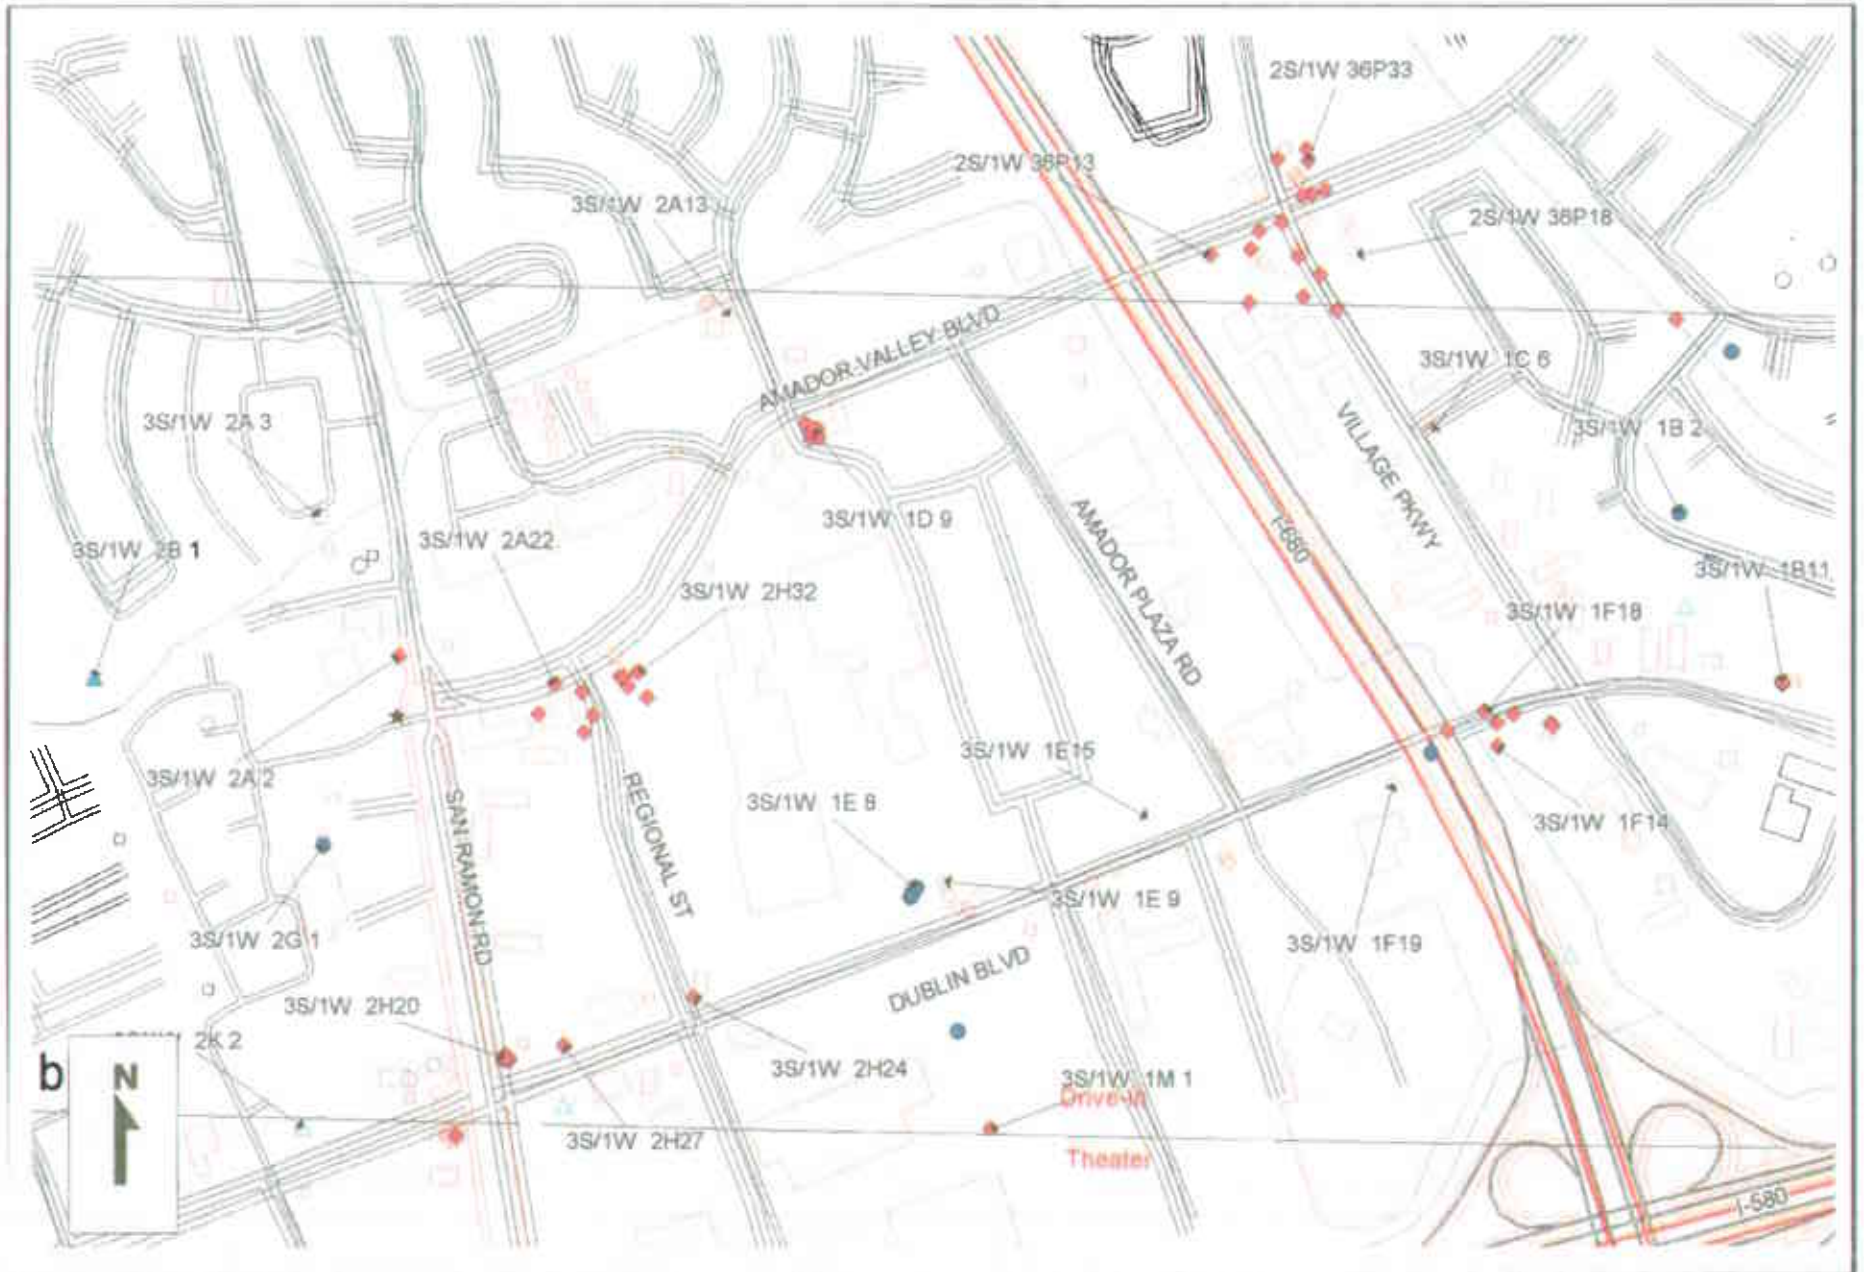 2S/1W 36P33
2S/1W 36P13
3S/1W 2A13
2S/1W 36P18
AMADOR VALLEY BLVD
3S/1W 1C 6
3S/1W 2A 3
VILLAGE PKWY
3S/1W 1B 2
3S/1W 2B 1
3S/1W 2A22
3S/1W 1D 9
AMADOR PLAZA RD
I-680
3S/1W 1B11
3S/1W 2H32
3S/1W 1F18
3S/1W 2A 2
SAN RAMON RD
REGIONAL ST
3S/1W 1E15
3S/1W 1E 8
3S/1W 1F14
3S/1W 2G 1
3S/1W 1E 9
3S/1W 1F19
DUBLIN BLVD
3S/1W 2H20
2K 2
b
N
3S/1W 2H24
3S/1W 1M 1
Drive-in
3S/1W 2H27
Theater
I-580